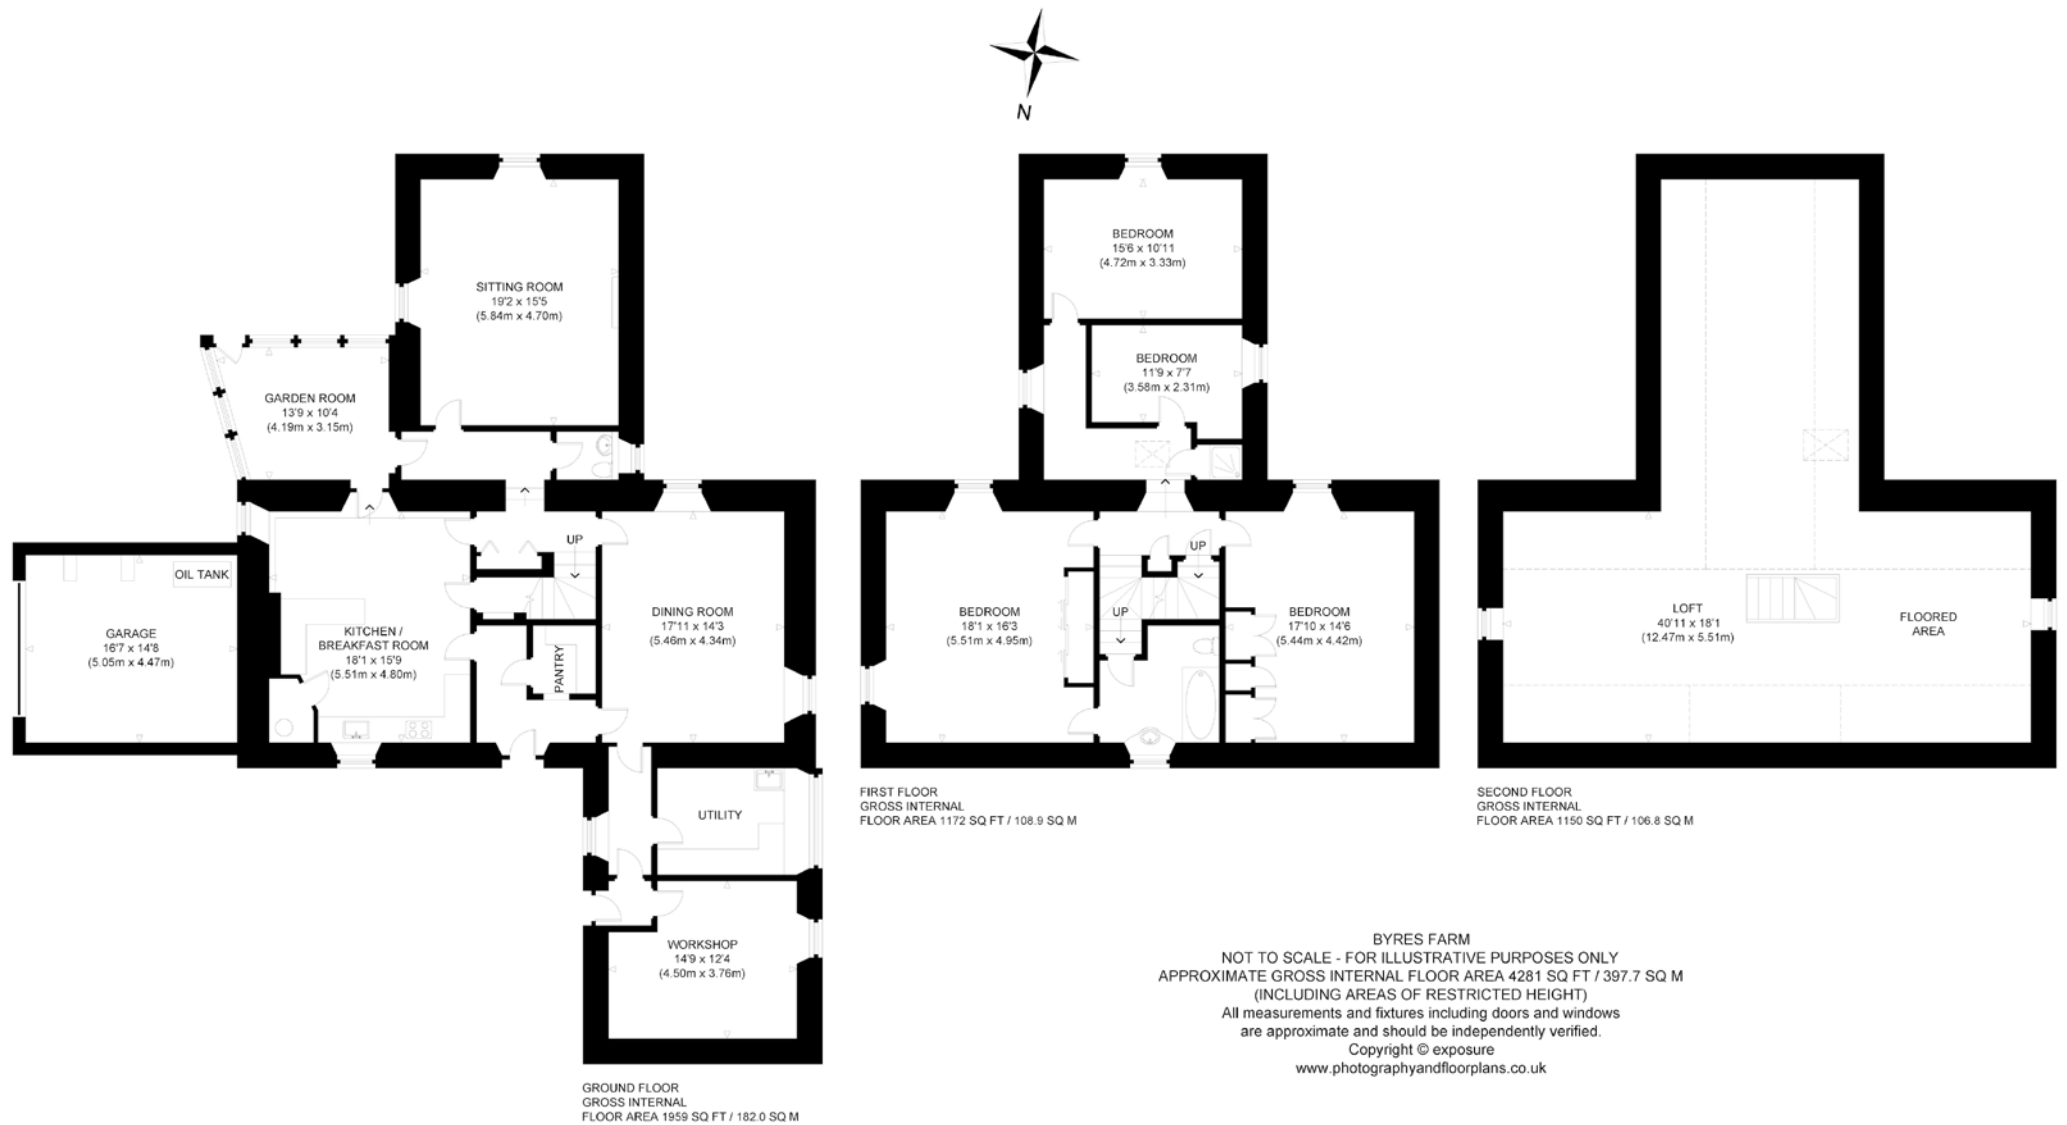 N
SITTING ROOM
19'2 x 15'5
(5.84m x 4.70m)
GARDEN ROOM
13'9 x 10'4
(4.19m x 3.15m)
UP
OIL TANK
GARAGE
16'7 x 14'8
(5.05m x 4.47m)
KITCHEN /
BREAKFAST ROOM
18'1 x 15'9
(5.51m x 4.80m)
PANTRY
DINING ROOM
17'11 x 14'3
(5.46m x 4.34m)
UTILITY
WORKSHOP
14'9 x 12'4
(4.50m x 3.76m)
GROUND FLOOR
GROSS INTERNAL
FLOOR AREA 1959 SQ FT / 182.0 SQ M
BEDROOM
15'6 x 10'11
(4.72m x 3.33m)
BEDROOM
11'9 x 7'7
(3.58m x 2.31m)
BEDROOM
18'1 x 16'3
(5.51m x 4.95m)
UP
UP
BEDROOM
17'10 x 14'6
(5.44m x 4.42m)
FIRST FLOOR
GROSS INTERNAL
FLOOR AREA 1172 SQ FT / 108.9 SQ M
LOFT
40'11 x 18'1
(12.47m x 5.51m)
FLOORED
AREA
SECOND FLOOR
GROSS INTERNAL
FLOOR AREA 1150 SQ FT / 106.8 SQ M
BYRES FARM
NOT TO SCALE - FOR ILLUSTRATIVE PURPOSES ONLY
APPROXIMATE GROSS INTERNAL FLOOR AREA 4281 SQ FT / 397.7 SQ M
(INCLUDING AREAS OF RESTRICTED HEIGHT)
All measurements and fixtures including doors and windows
are approximate and should be independently verified.
Copyright © exposure
www.photographyandfloorplans.co.uk